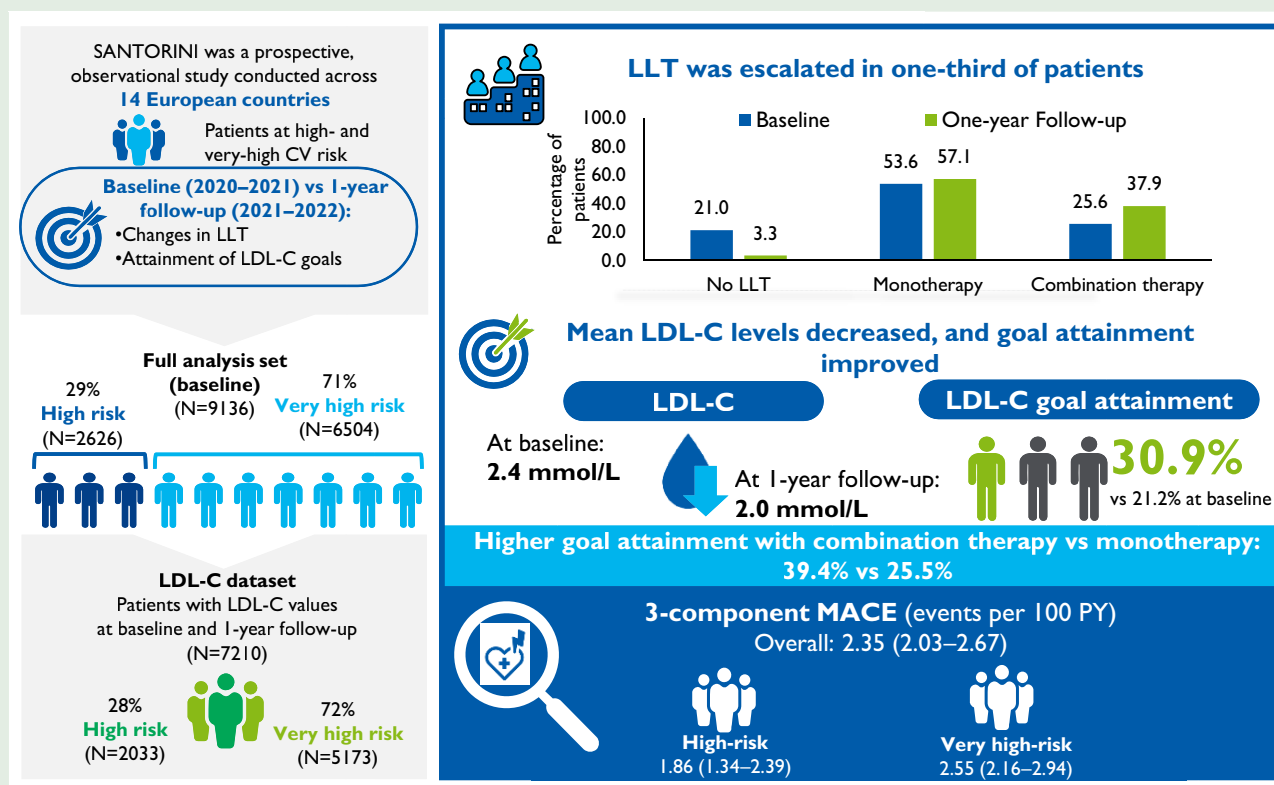 SANTORINI was a prospective,
observational study conducted across
14 European countries
Patients at high- and
very-high CV risk
Baseline (2020–2021) vs 1-year
follow-up (2021–2022):
•Changes in LLT
•Attainment of LDL-C goals
Full analysis set
(baseline)
(N=9136)
29%
High risk
(N=2626)
71%
Very high risk
(N=6504)
LDL-C dataset
Patients with LDL-C values
at baseline and 1-year follow-up
(N=7210)
28%
High risk
(N=2033)
72%
Very high risk
(N=5173)
LLT was escalated in one-third of patients
Percentage of
patients
100.0
80.0
60.0
40.0
20.0
0.0
Baseline
One-year Follow-up
21.0
3.3
53.6
57.1
25.6
37.9
No LLT
Monotherapy
Combination therapy
Mean LDL-C levels decreased, and goal attainment
improved
LDL-C
At baseline:
2.4 mmol/L
At 1-year follow-up:
2.0 mmol/L
LDL-C goal attainment
30.9%
vs 21.2% at baseline
Higher goal attainment with combination therapy vs monotherapy:
39.4% vs 25.5%
3-component MACE (events per 100 PY)
Overall: 2.35 (2.03–2.67)
High-risk
1.86 (1.34–2.39)
Very high-risk
2.55 (2.16–2.94)